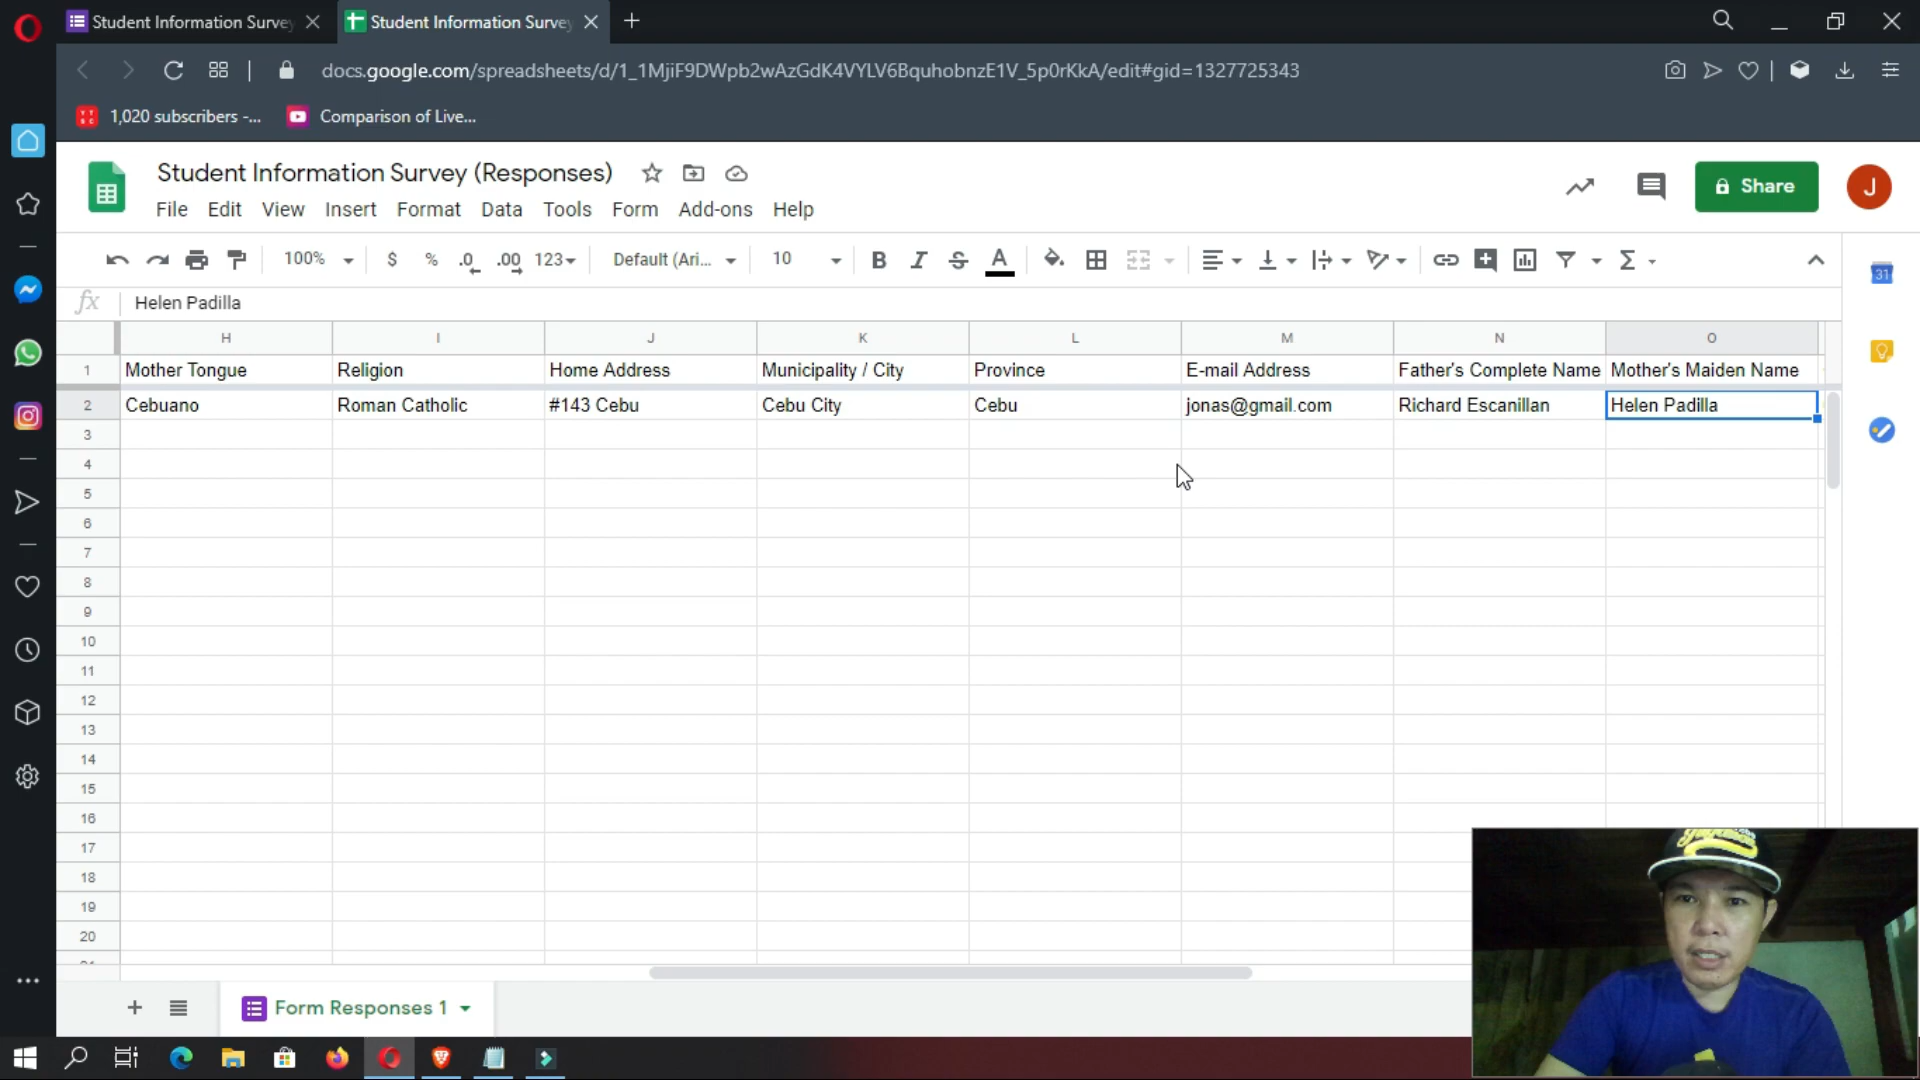 Student Information Surve
Student Information Surve
docs.google.com/spreadsheets/d/1_1MjiF9DWpb2wAzGdK4VYLV6BquhobnzE1V_5p0rKkA/edit#gid=1327725343
1,020 subscribers -...
Comparison of Live...
Student Information Survey (Responses)
Share
J
File Edit View Insert Format Data Tools Form Add-ons Help
100% $ % .0 .00 123 Default (Ari... 10 B I S A Σ
31
fx Helen Padilla
H I J K L M N O
1 Mother Tongue Religion Home Address Municipality / City Province E-mail Address Father's Complete Name Mother's Maiden Name
2 Cebuano Roman Catholic #143 Cebu Cebu City Cebu jonas@gmail.com Richard Escanillan Helen Padilla
3
4
5
6
7
8
9
10
11
12
13
14
15
16
17
18
19
20
Form Responses 1